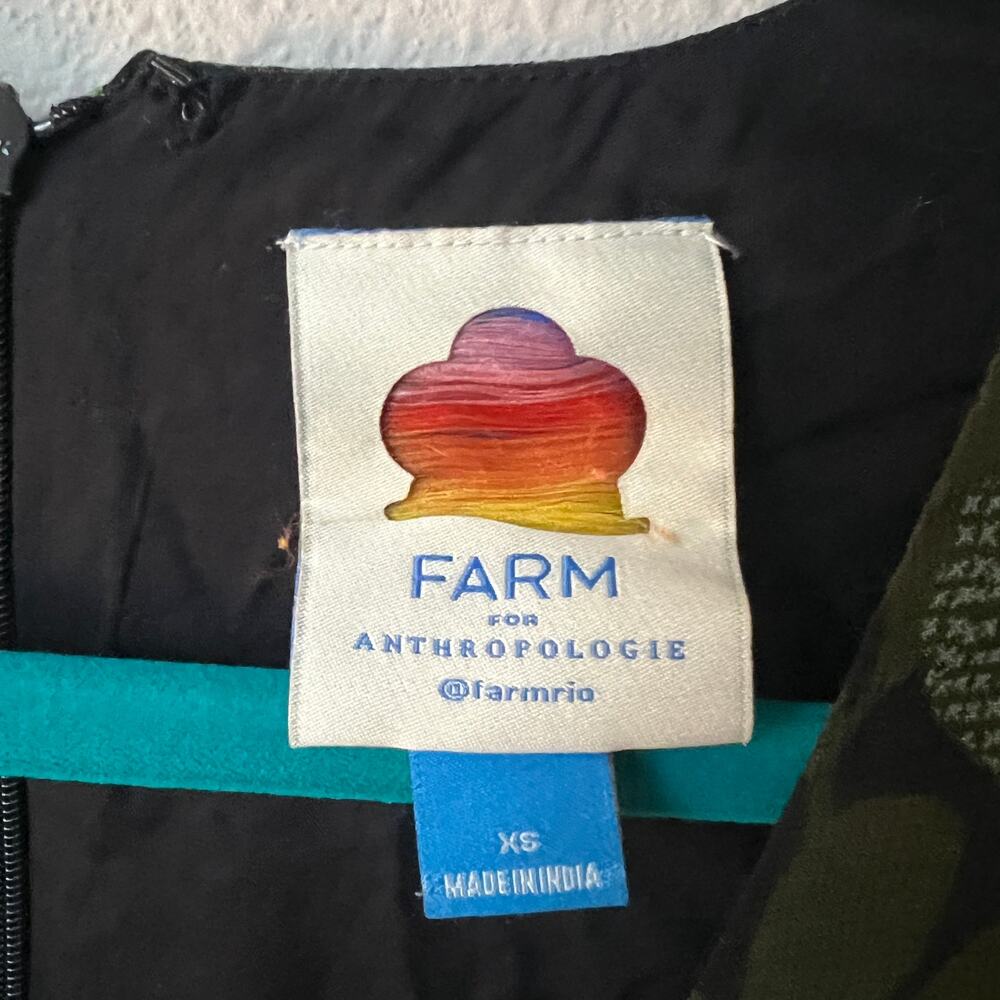 FARM
FOR
ANTHROPOLOGIE
@farmrio
XS
MADE IN INDIA